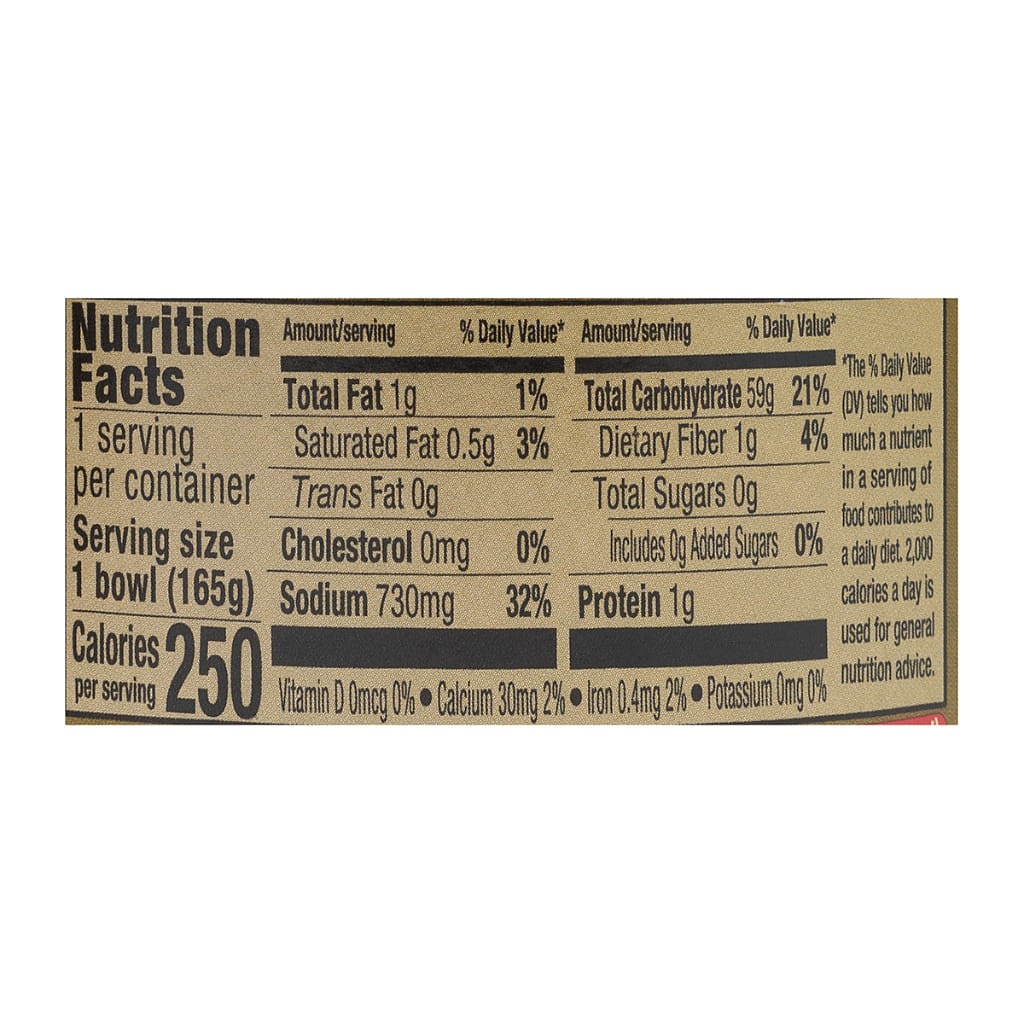 Nutrition
Facts
1 serving
per container
Serving size
1 bowl (165g)
Calories
per serving
250
Amount/serving % Daily Value*
Total Fat 1g 1%
Saturated Fat 0.5g 3%
Trans Fat 0g
Cholesterol 0mg 0%
Sodium 730mg 32%
Amount/serving % Daily Value*
Total Carbohydrate 59g 21%
Dietary Fiber 1g 4%
Total Sugars 0g
Includes 0g Added Sugars 0%
Protein 1g
Vitamin D 0mcg 0% ● Calcium 30mg 2% ● Iron 0.4mg 2% ● Potassium 0mg 0%
*The % Daily Value
(DV) tells you how
much a nutrient
in a serving of
food contributes to
a daily diet. 2,000
calories a day is
used for general
nutrition advice.